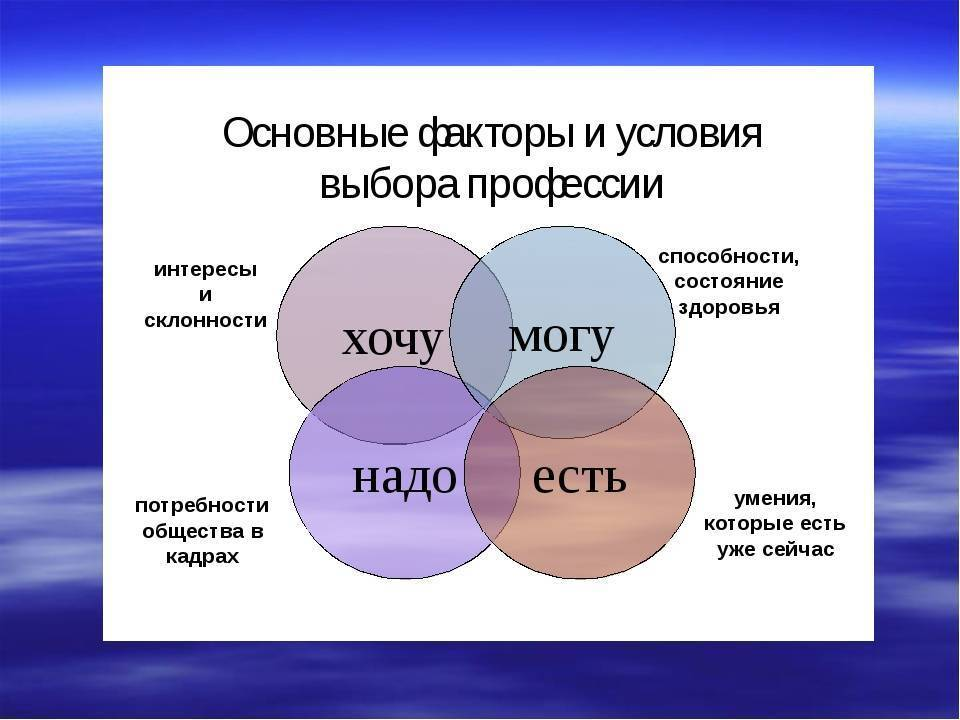 Основные факторы и условия
выбора профессии
интересы
и
склонности
хочу
могу
способности,
состояние
здоровья
потребности
общества в
кадрах
надо
есть
умения,
которые есть
уже сейчас